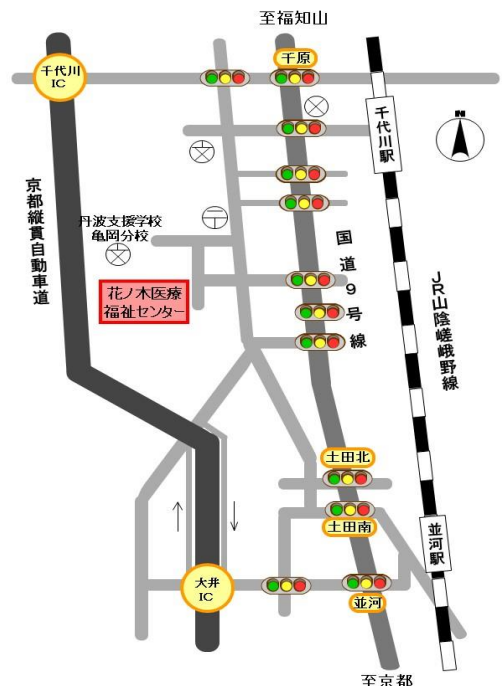 至福知山
千代川
IC
千原
千代川駅
N
京都縦貫自動車道
丹波支援学校
亀岡分校
花ノ木医療
福祉センター
国道9号線
JR山陰嵯峨野線
土田北
土田南
並河駅
大井
IC
並河
至京都